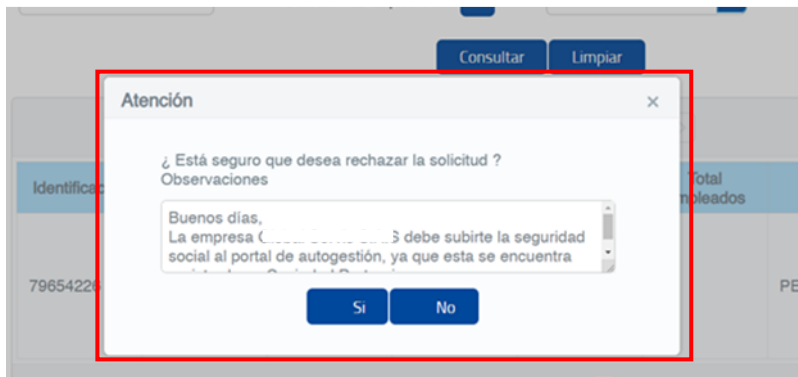 Consultar Limpiar
Atención ×
¿ Está seguro que desea rechazar la solicitud ?
Observaciones
Identificac
Total
mpleados
Buenos días,
La empresa debe subirte la seguridad
social al portal de autogestión, ya que esta se encuentra
79654226
PE
Si No